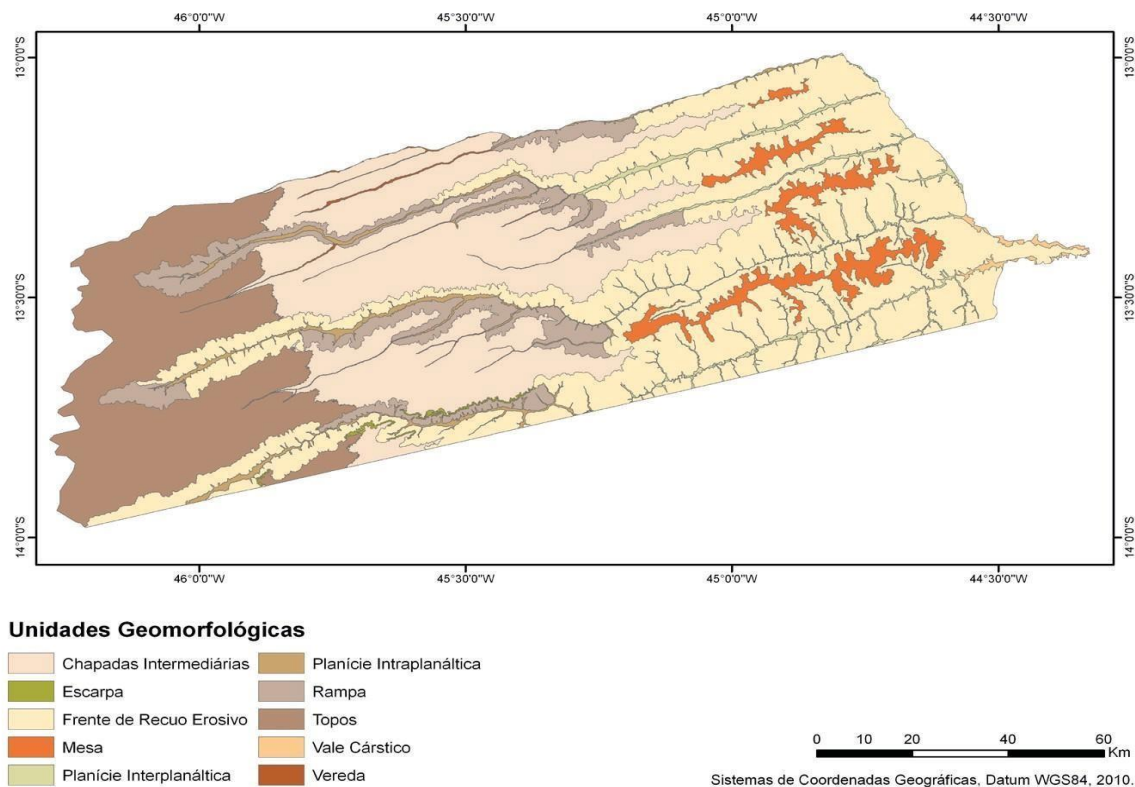 46°0'0"W 45°30'0"W 45°0'0"W 44°30'0"W
13°0'0"S 13°0'0"S
13°30'0"S 13°30'0"S
14°0'0"S 14°0'0"S
46°0'0"W 45°30'0"W 45°0'0"W 44°30'0"W
Unidades Geomorfológicas
Chapadas Intermediárias
Escarpa
Frente de Recuo Erosivo
Mesa
Planície Interplanáltica
Planície Intraplanáltica
Rampa
Topos
Vale Cárstico
Vereda
0 10 20 40 60
Km
Sistemas de Coordenadas Geográficas, Datum WGS84, 2010.